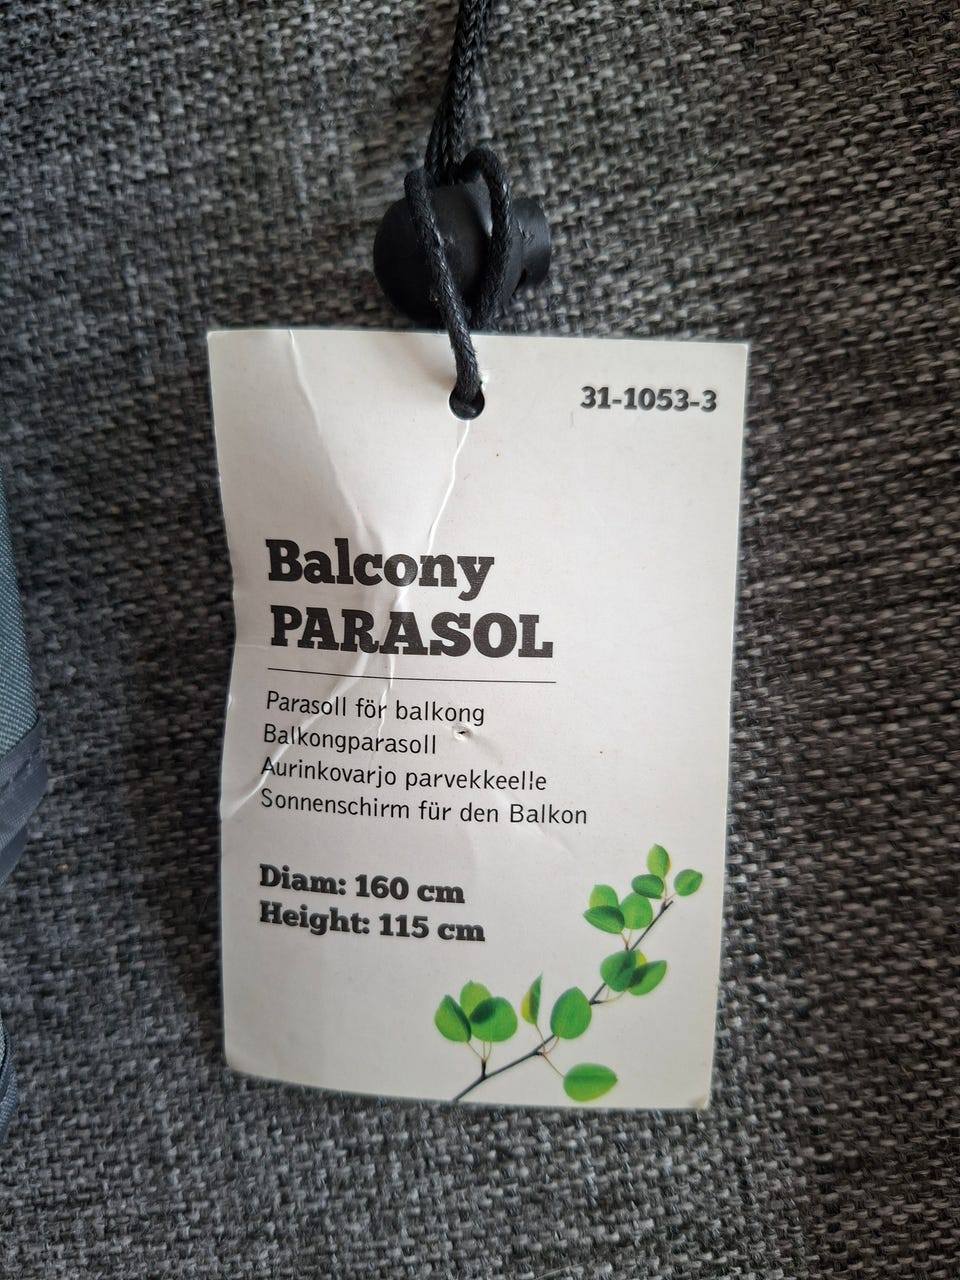 31-1053-3
Balcony
PARASOL
Parasoll för balkong
Balkongparasoll
Aurinkovarjo parvekkeelle
Sonnenschirm für den Balkon
Diam: 160 cm
Height: 115 cm